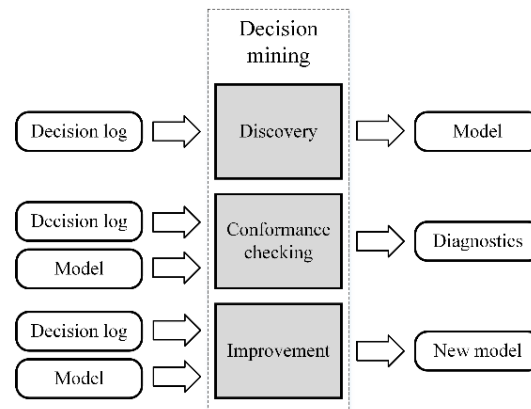 Decision
mining
Decision log
Discovery
Model
Decision log
Model
Conformance
checking
Diagnostics
Decision log
Model
Improvement
New model